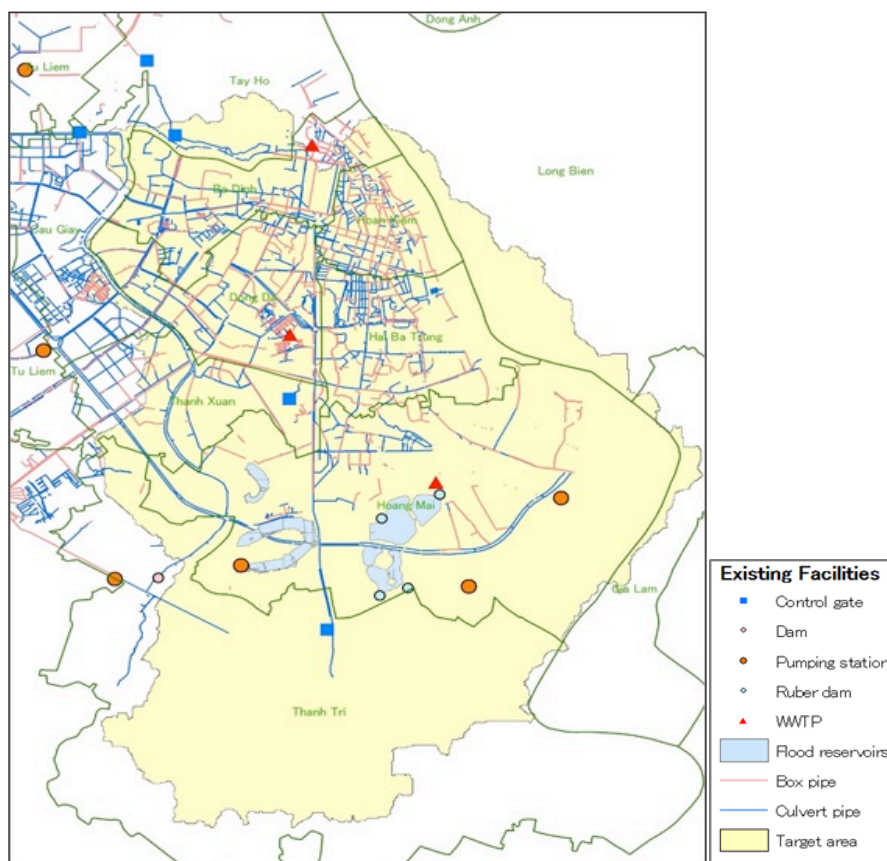 Dong Anh
Tu Liem
Tay Ho
Long Bien
Ba Dinh
Hoan Kiem
Cau Giay
Dong Da
Hai Ba Trung
Tu Liem
Thanh Xuan
Hoang Mai
Gia Lam
Thanh Tri
Existing Facilities
Control gate
Dam
Pumping station
Ruber dam
WWTP
Flood reservoirs
Box pipe
Culvert pipe
Target area